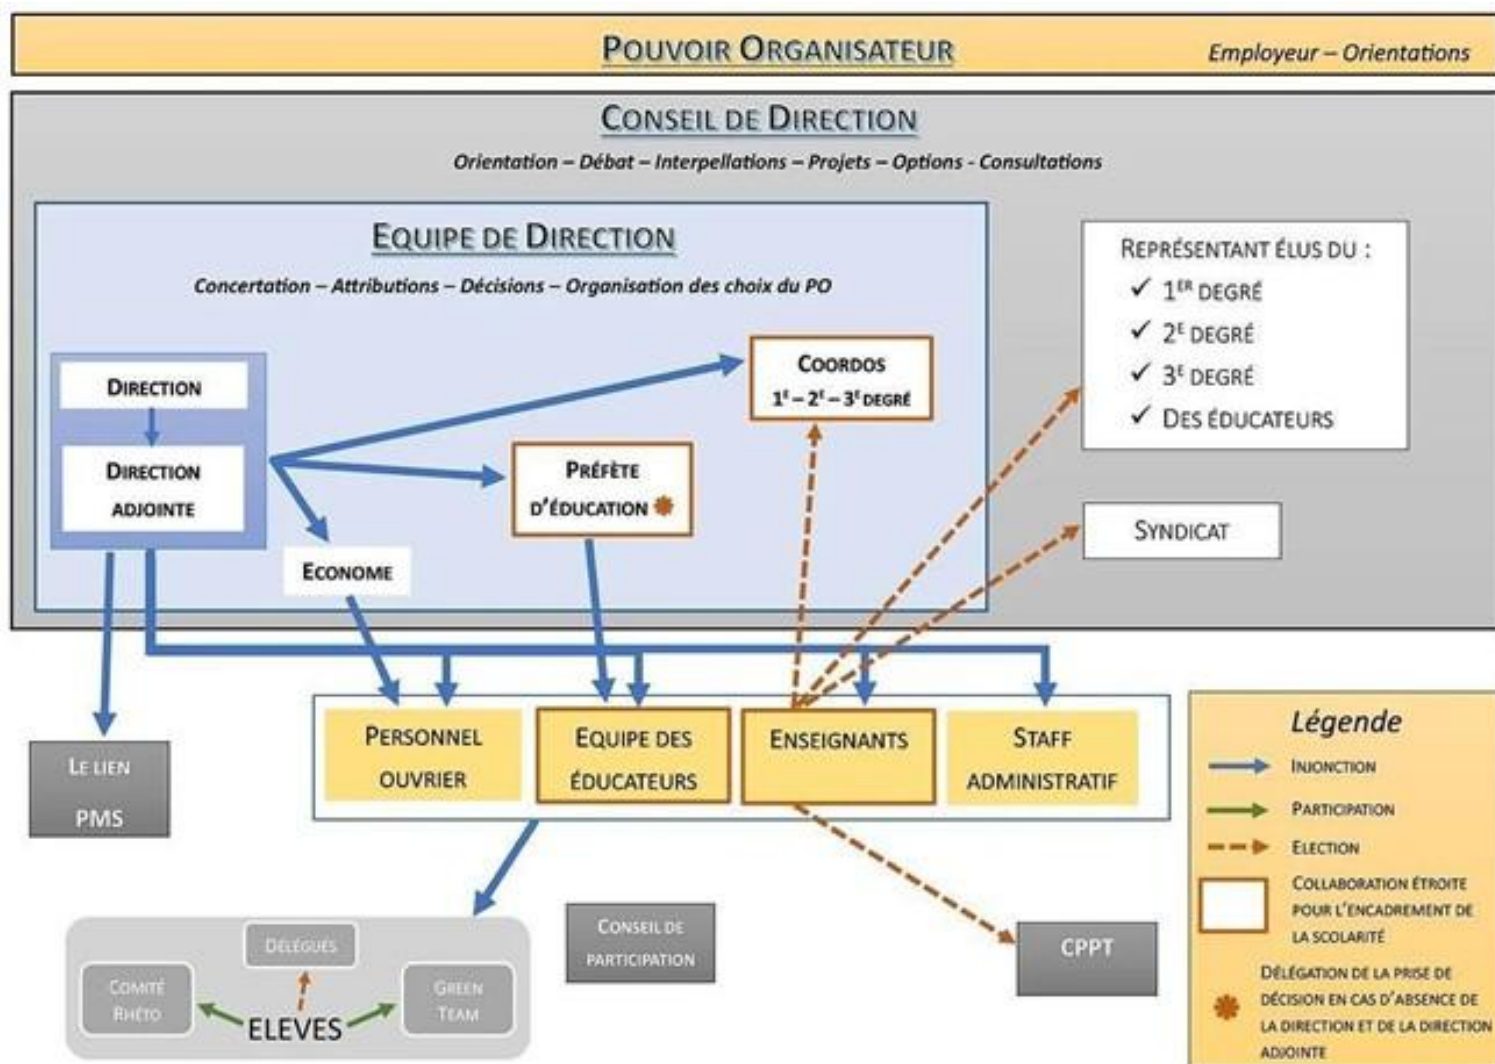 POUVOIR ORGANISATEUR
Employeur – Orientations
CONSEIL DE DIRECTION
Orientation – Débat – Interpellations – Projets – Options - Consultations
EQUIPE DE DIRECTION
Concertation – Attributions – Décisions – Organisation des choix du PO
DIRECTION
DIRECTION
ADJOINTE
COORDOS
1E – 2E – 3E DEGRÉ
PRÉFÈTE
D'ÉDUCATION
ECONOME
REPRÉSENTANT ÉLUS DU :
✓ 1ER DEGRÉ
✓ 2E DEGRÉ
✓ 3E DEGRÉ
✓ DES ÉDUCATEURS
SYNDICAT
LE LIEN
PMS
PERSONNEL
OUVRIER
EQUIPE DES
ÉDUCATEURS
ENSEIGNANTS
STAFF
ADMINISTRATIF
DÉLÉGUÉS
COMITÉ
RHÉTO
GREEN
TEAM
ELEVES
CONSEIL DE
PARTICIPATION
CPPT
Légende
INJONCTION
PARTICIPATION
ELECTION
COLLABORATION ÉTROITE
POUR L'ENCADREMENT DE
LA SCOLARITÉ
DÉLÉGATION DE LA PRISE DE
DÉCISION EN CAS D'ABSENCE DE
LA DIRECTION ET DE LA DIRECTION
ADJOINTE